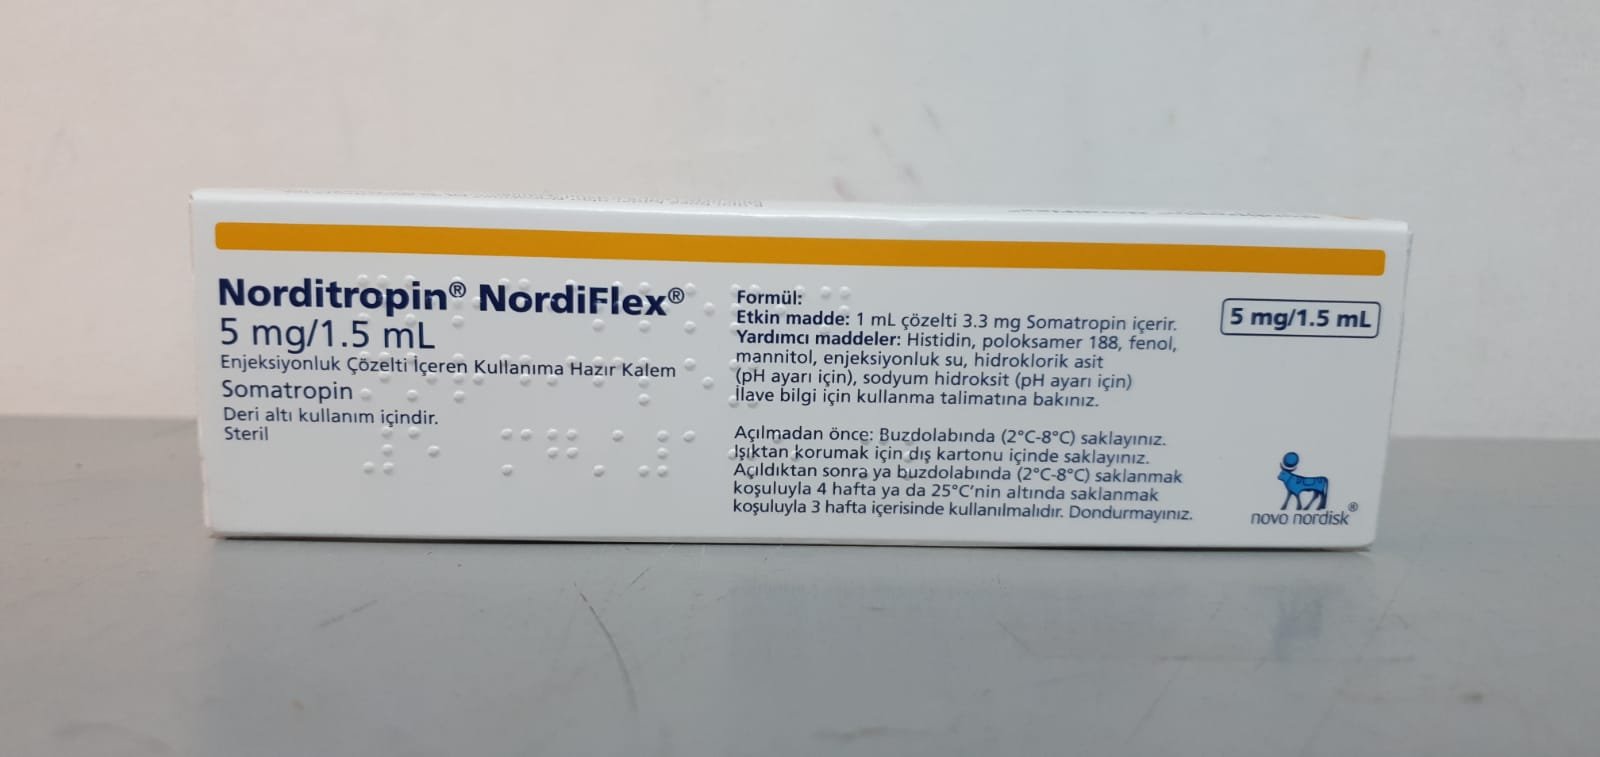 Norditropin® NordiFlex®
5 mg/1.5 mL
Enjeksiyonluk Çözelti İçeren Kullanıma Hazır Kalem
Somatropin
Deri altı kullanım içindir.
Steril
Formül:
Etkin madde: 1 mL çözelti 3.3 mg Somatropin içerir.
Yardımcı maddeler: Histidin, poloksamer 188, fenol,
mannitol, enjeksiyonluk su, hidroklorik asit
(pH ayarı için), sodyum hidroksit (pH ayarı için)
İlave bilgi için kullanma talimatına bakınız.
Açılmadan önce: Buzdolabında (2°C-8°C) saklayınız.
Işıktan korumak için dış kartonu içinde saklayınız.
Açıldıktan sonra ya buzdolabında (2°C-8°C) saklanmak
koşuluyla 4 hafta ya da 25°C'nin altında saklanmak
koşuluyla 3 hafta içerisinde kullanılmalıdır. Dondurmayınız.
5 mg/1.5 mL
novo nordisk®